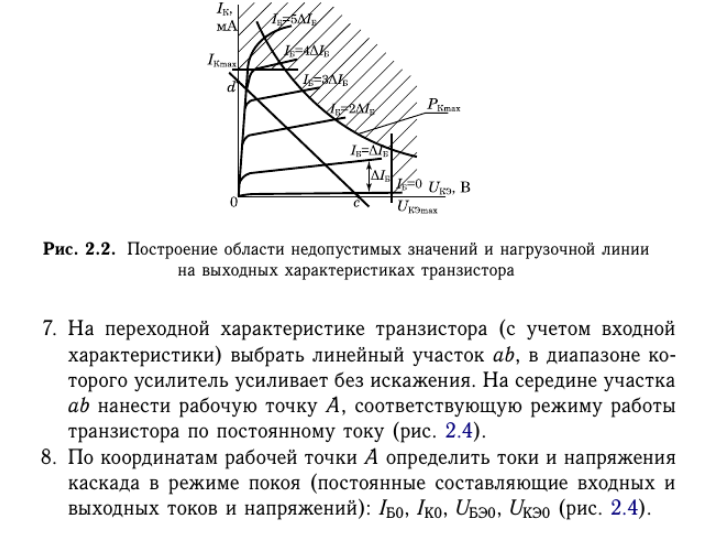 I_К,
мА
I_Б=5ΔI_Б
I_Б=4ΔI_Б
I_Кmax
I_Б=3ΔI_Б
d
I_Б=2ΔI_Б
P_Кmax
I_Б=ΔI_Б
ΔI_Б
I_Б=0 U_КЭ, В
0 c U_КЭmax
Рис. 2.2. Построение области недопустимых значений и нагрузочной линии
на выходных характеристиках транзистора
7. На переходной характеристике транзистора (с учетом входной
характеристики) выбрать линейный участок ab, в диапазоне ко-
торого усилитель усиливает без искажения. На середине участка
ab нанести рабочую точку A, соответствующую режиму работы
транзистора по постоянному току (рис. 2.4).
8. По координатам рабочей точки A определить токи и напряжения
каскада в режиме покоя (постоянные составляющие входных и
выходных токов и напряжений): I_Б0, I_К0, U_БЭ0, U_КЭ0 (рис. 2.4).